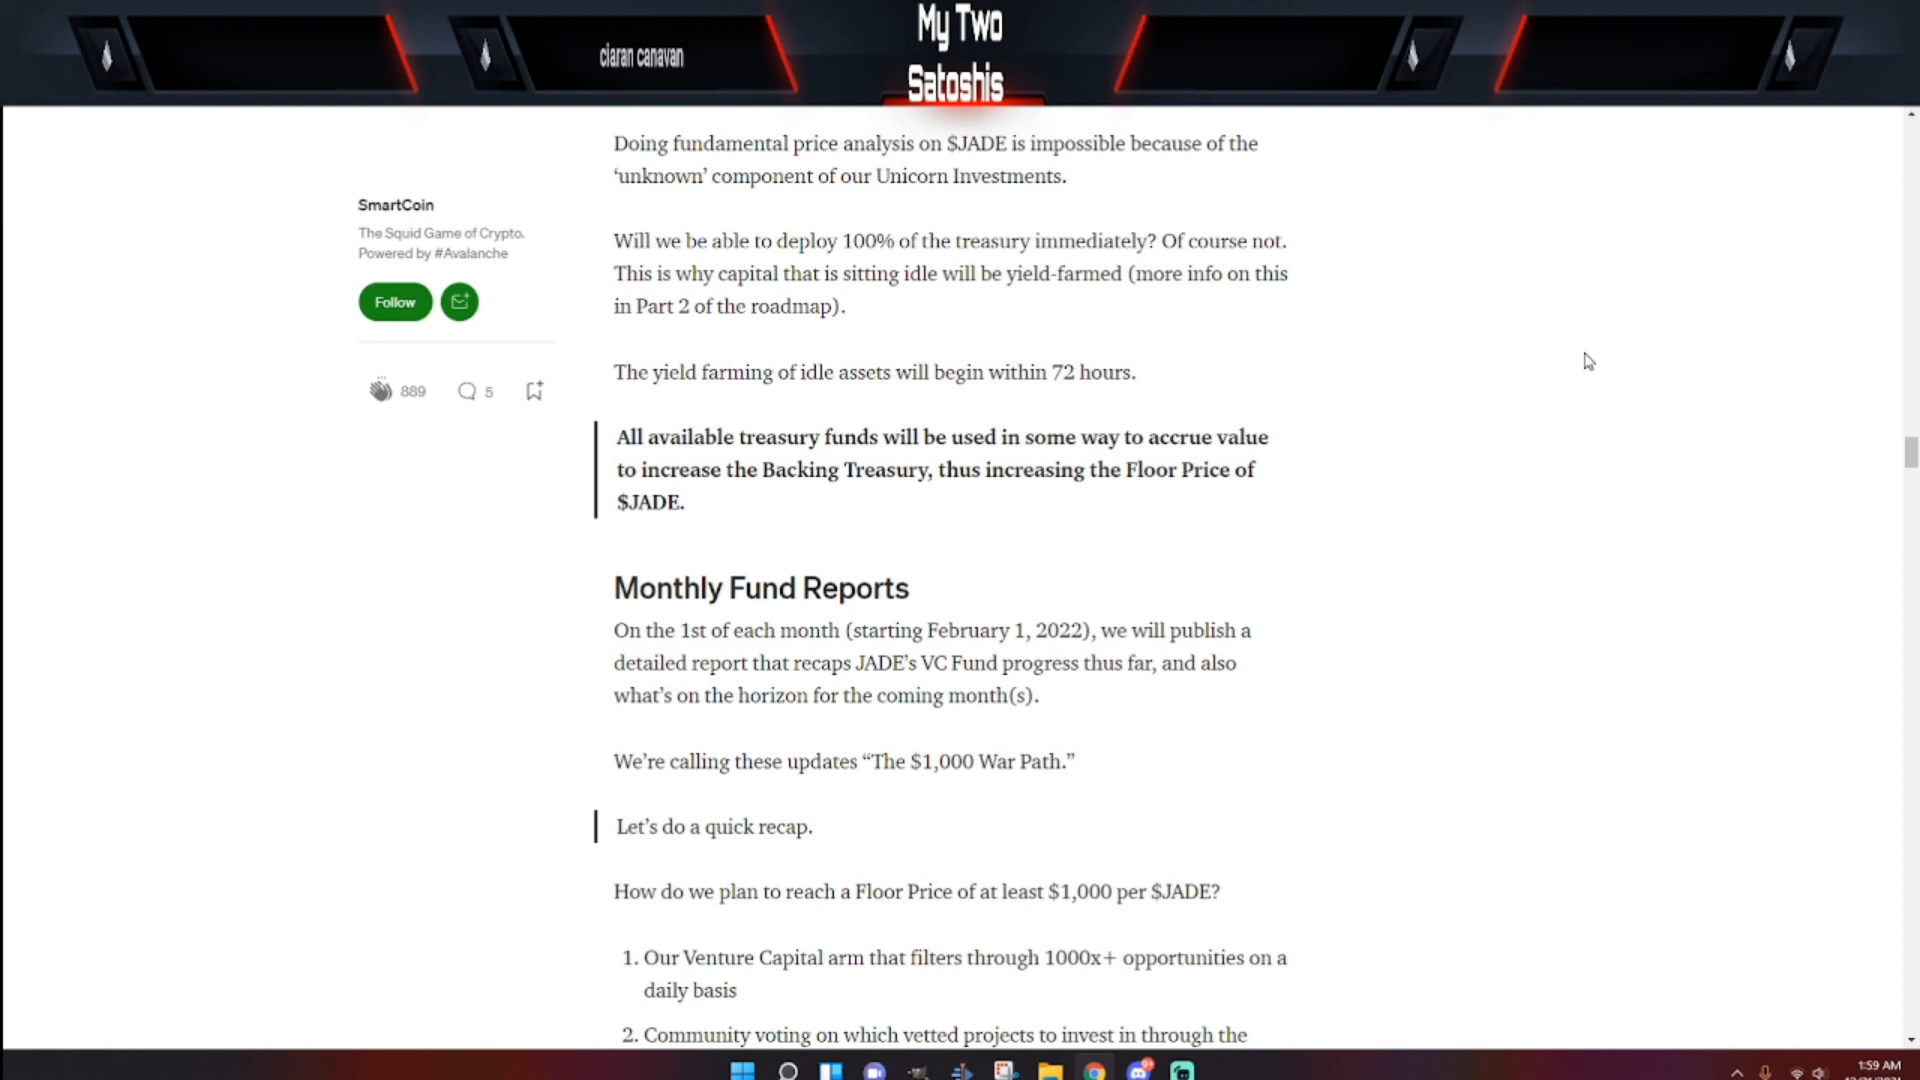 My Two
Satoshis
ciaran canavan
Doing fundamental price analysis on $JADE is impossible because of the
‘unknown’ component of our Unicorn Investments.
SmartCoin
The Squid Game of Crypto.
Powered by #Avalanche
Follow
889
5
Will we be able to deploy 100% of the treasury immediately? Of course not.
This is why capital that is sitting idle will be yield-farmed (more info on this
in Part 2 of the roadmap).
The yield farming of idle assets will begin within 72 hours.
All available treasury funds will be used in some way to accrue value
to increase the Backing Treasury, thus increasing the Floor Price of
$JADE.
Monthly Fund Reports
On the 1st of each month (starting February 1, 2022), we will publish a
detailed report that recaps JADE’s VC Fund progress thus far, and also
what’s on the horizon for the coming month(s).
We’re calling these updates “The $1,000 War Path.”
Let’s do a quick recap.
How do we plan to reach a Floor Price of at least $1,000 per $JADE?
1. Our Venture Capital arm that filters through 1000x+ opportunities on a
daily basis
2. Community voting on which vetted projects to invest in through the
1:59 AM